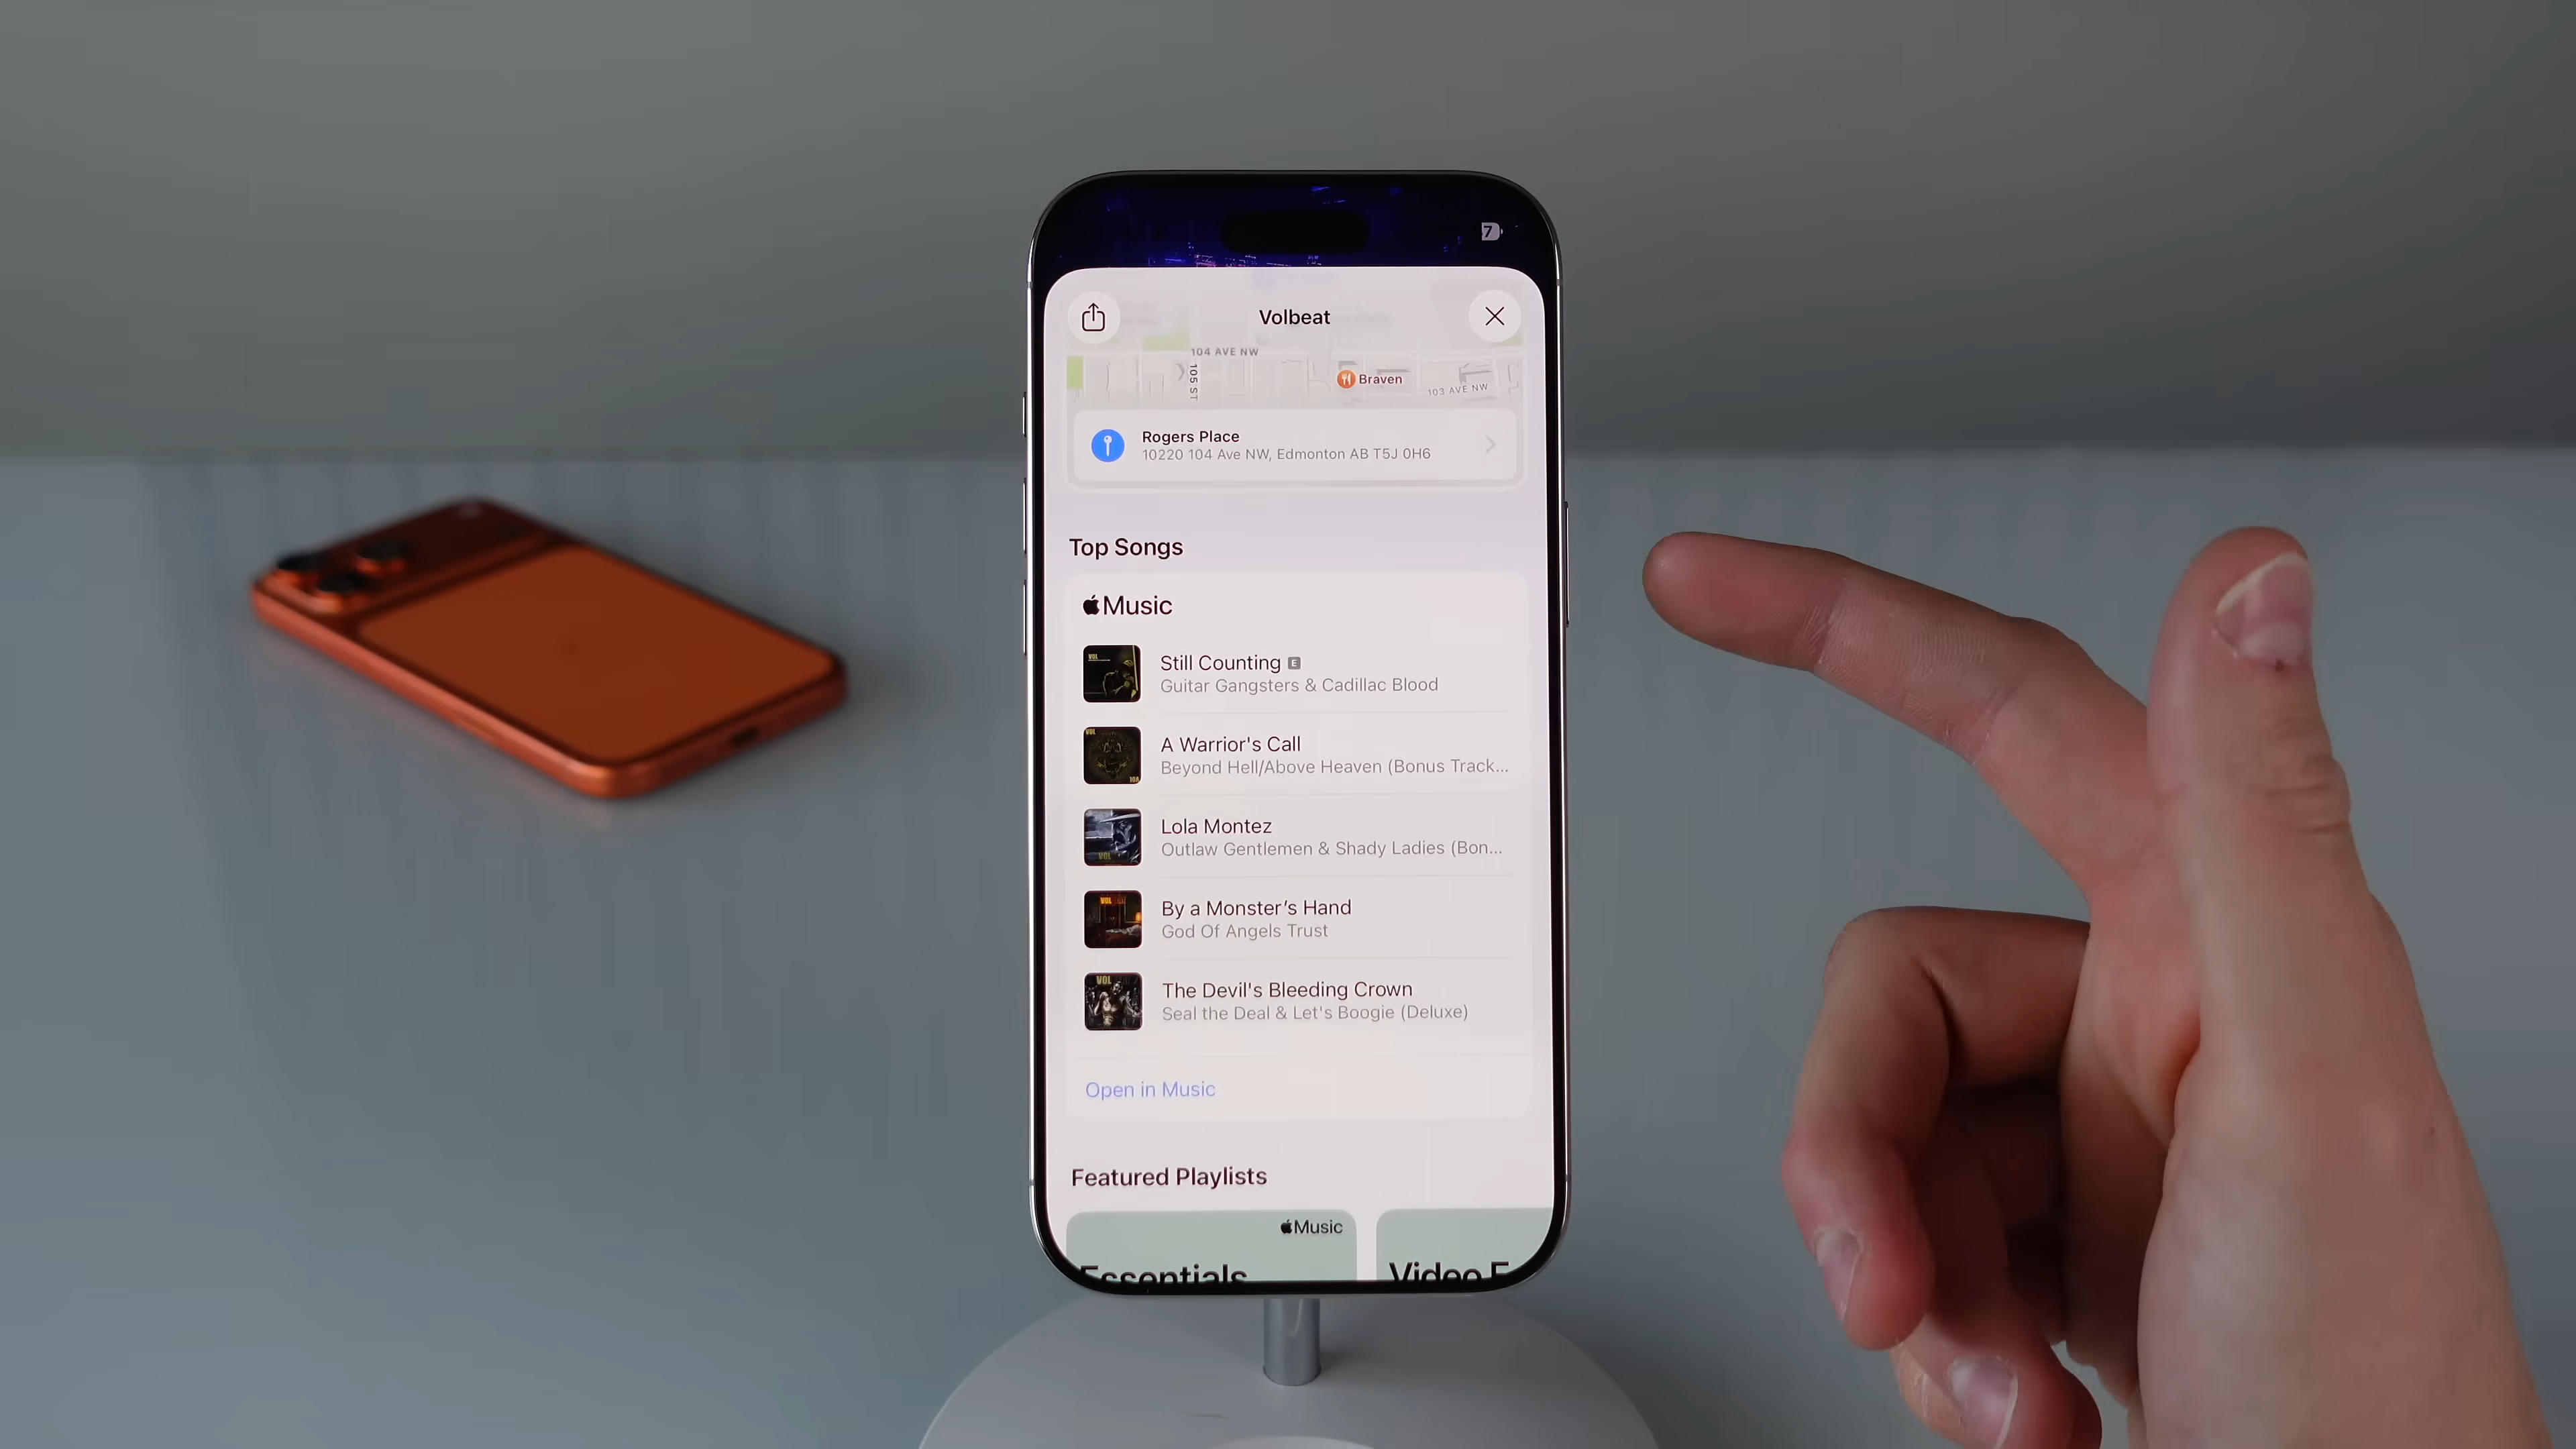 7
Volbeat
104 AVE NW
105 ST
Braven
103 AVE NW
Rogers Place
10220 104 Ave NW, Edmonton AB T5J 0H6
Top Songs
Music
Still Counting E
Guitar Gangsters & Cadillac Blood
A Warrior's Call
Beyond Hell/Above Heaven (Bonus Track...
Lola Montez
Outlaw Gentlemen & Shady Ladies (Bon...
By a Monster’s Hand
God Of Angels Trust
The Devil's Bleeding Crown
Seal the Deal & Let's Boogie (Deluxe)
Open in Music
Featured Playlists
Music
Essentials
Video